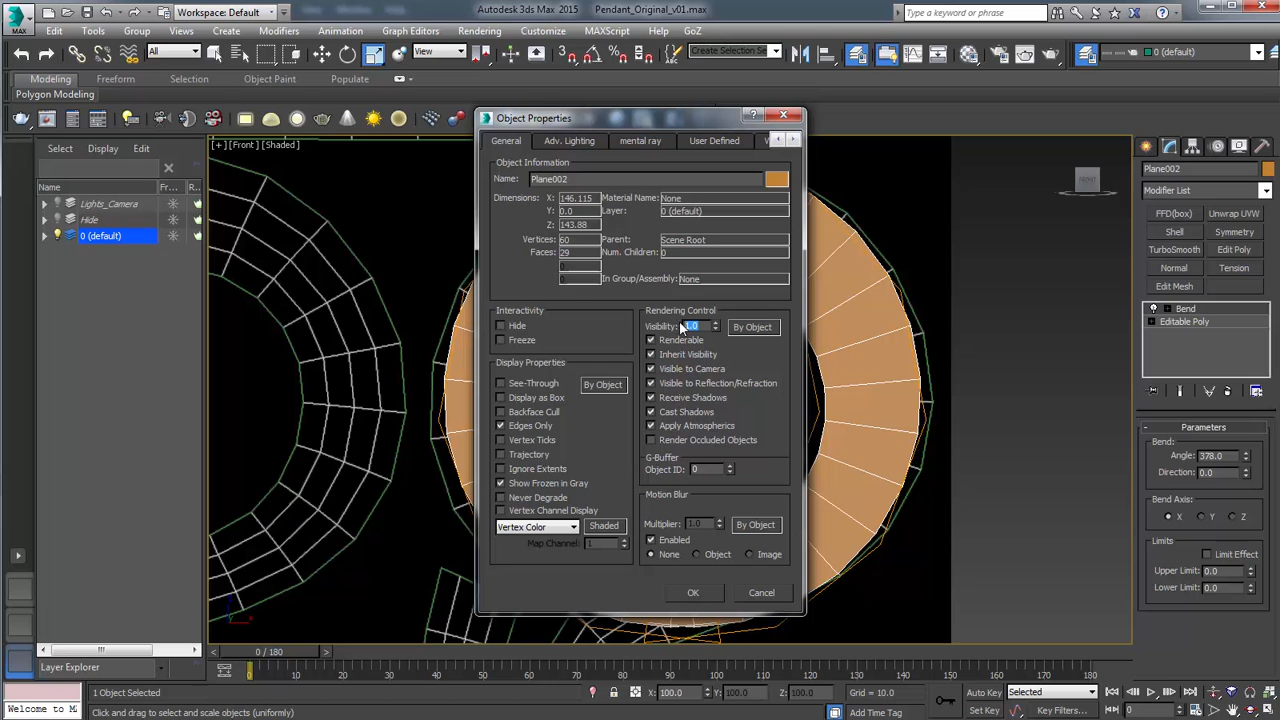 Workspace: Default
Autodesk 3ds Max 2015 Pendant_Original_v01.max
Type a keyword or phrase
MAX
Edit Tools Group Views Create Modifiers Animation Graph Editors Rendering Customize MAXScript Help GoZ
All View Create Selection Se 0 (default)
Modeling Freeform Selection Object Paint Populate
Polygon Modeling
Select Display Edit
Name Fr... R...
Lights_Camera
Hide
0 (default)
[+] [Front] [Shaded]
FRONT
Object Properties
General Adv. Lighting mental ray User Defined
Object Information
Name: Plane002
Dimensions: X: 146.115 Material Name: None
Y: 0.0 Layer: 0 (default)
Z: 143.88
Vertices: 60 Parent: Scene Root
Faces: 29 Num. Children: 0
0
0 In Group/Assembly: None
Interactivity
Hide
Freeze
Display Properties
See-Through By Object
Display as Box
Backface Cull
Edges Only
Vertex Ticks
Trajectory
Ignore Extents
Show Frozen in Gray
Never Degrade
Vertex Channel Display
Vertex Color Shaded
Map Channel: 1
Rendering Control
Visibility: 1.0 By Object
Renderable
Inherit Visibility
Visible to Camera
Visible to Reflection/Refraction
Receive Shadows
Cast Shadows
Apply Atmospherics
Render Occluded Objects
G-Buffer
Object ID: 0
Motion Blur
Multiplier: 1.0 By Object
Enabled
None Object Image
OK Cancel
Plane002
Modifier List
FFD(box) Unwrap UVW
Shell Symmetry
TurboSmooth Edit Poly
Normal Tension
Edit Mesh
Bend
Editable Poly
Parameters
Bend:
Angle: 378.0
Direction: 0.0
Bend Axis:
X Y Z
Limits
Limit Effect
Upper Limit: 0.0
Lower Limit: 0.0
0 / 180
Layer Explorer
0 10 20 30 40 50 60 70 80 90 100 110 120 130 140 150 160 170 180
1 Object Selected X: 100.0 Y: 100.0 Z: 100.0 Grid = 10.0 Auto Key Selected
Welcome to M Click and drag to select and scale objects (uniformly) Add Time Tag Set Key Key Filters... 0